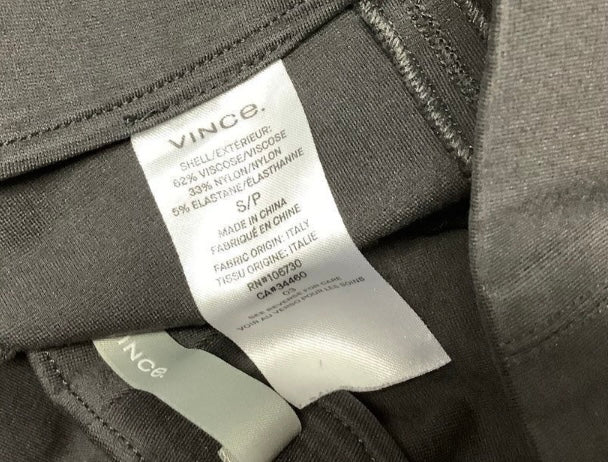 VINCe.
SHELL/EXTÉRIEUR:
62% VISCOSE/VISCOSE
33% NYLON/NYLON
5% ELASTANE/ÉLASTHANNE
S/P
MADE IN CHINA
FABRIQUÉ EN CHINE
FABRIC ORIGIN: ITALY
TISSU ORIGINE: ITALIE
RN#106730
CA#34460
03
SEE REVERSE FOR CARE
VOIR AU VERSO POUR LES SOINS
INCe.